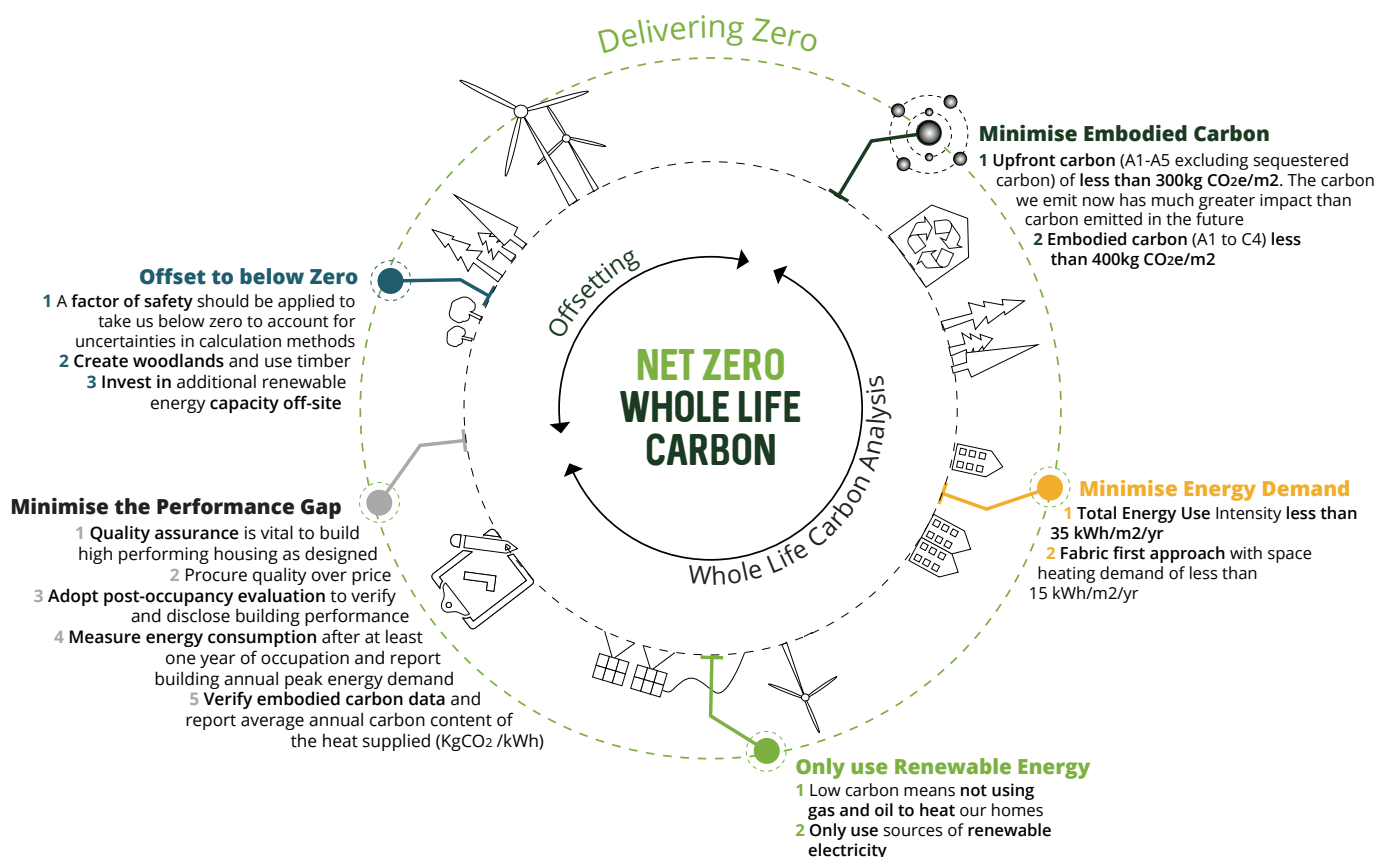 Delivering Zero
Minimise Embodied Carbon
1 Upfront carbon (A1-A5 excluding sequestered
carbon) of less than 300kg CO2e/m2. The carbon
we emit now has much greater impact than
carbon emitted in the future
2 Embodied carbon (A1 to C4) less
than 400kg CO2e/m2
Offset to below Zero
1 A factor of safety should be applied to
take us below zero to account for
uncertainties in calculation methods
2 Create woodlands and use timber
3 Invest in additional renewable
energy capacity off-site
Offsetting
NET ZERO
WHOLE LIFE
CARBON
Whole Life Carbon Analysis
Minimise Energy Demand
1 Total Energy Use Intensity less than
35 kWh/m2/yr
2 Fabric first approach with space
heating demand of less than
15 kWh/m2/yr
Minimise the Performance Gap
1 Quality assurance is vital to build
high performing housing as designed
2 Procure quality over price
3 Adopt post-occupancy evaluation to verify
and disclose building performance
4 Measure energy consumption after at least
one year of occupation and report
building annual peak energy demand
5 Verify embodied carbon data and
report average annual carbon content of
the heat supplied (KgCO2 /kWh)
Only use Renewable Energy
1 Low carbon means not using
gas and oil to heat our homes
2 Only use sources of renewable
electricity